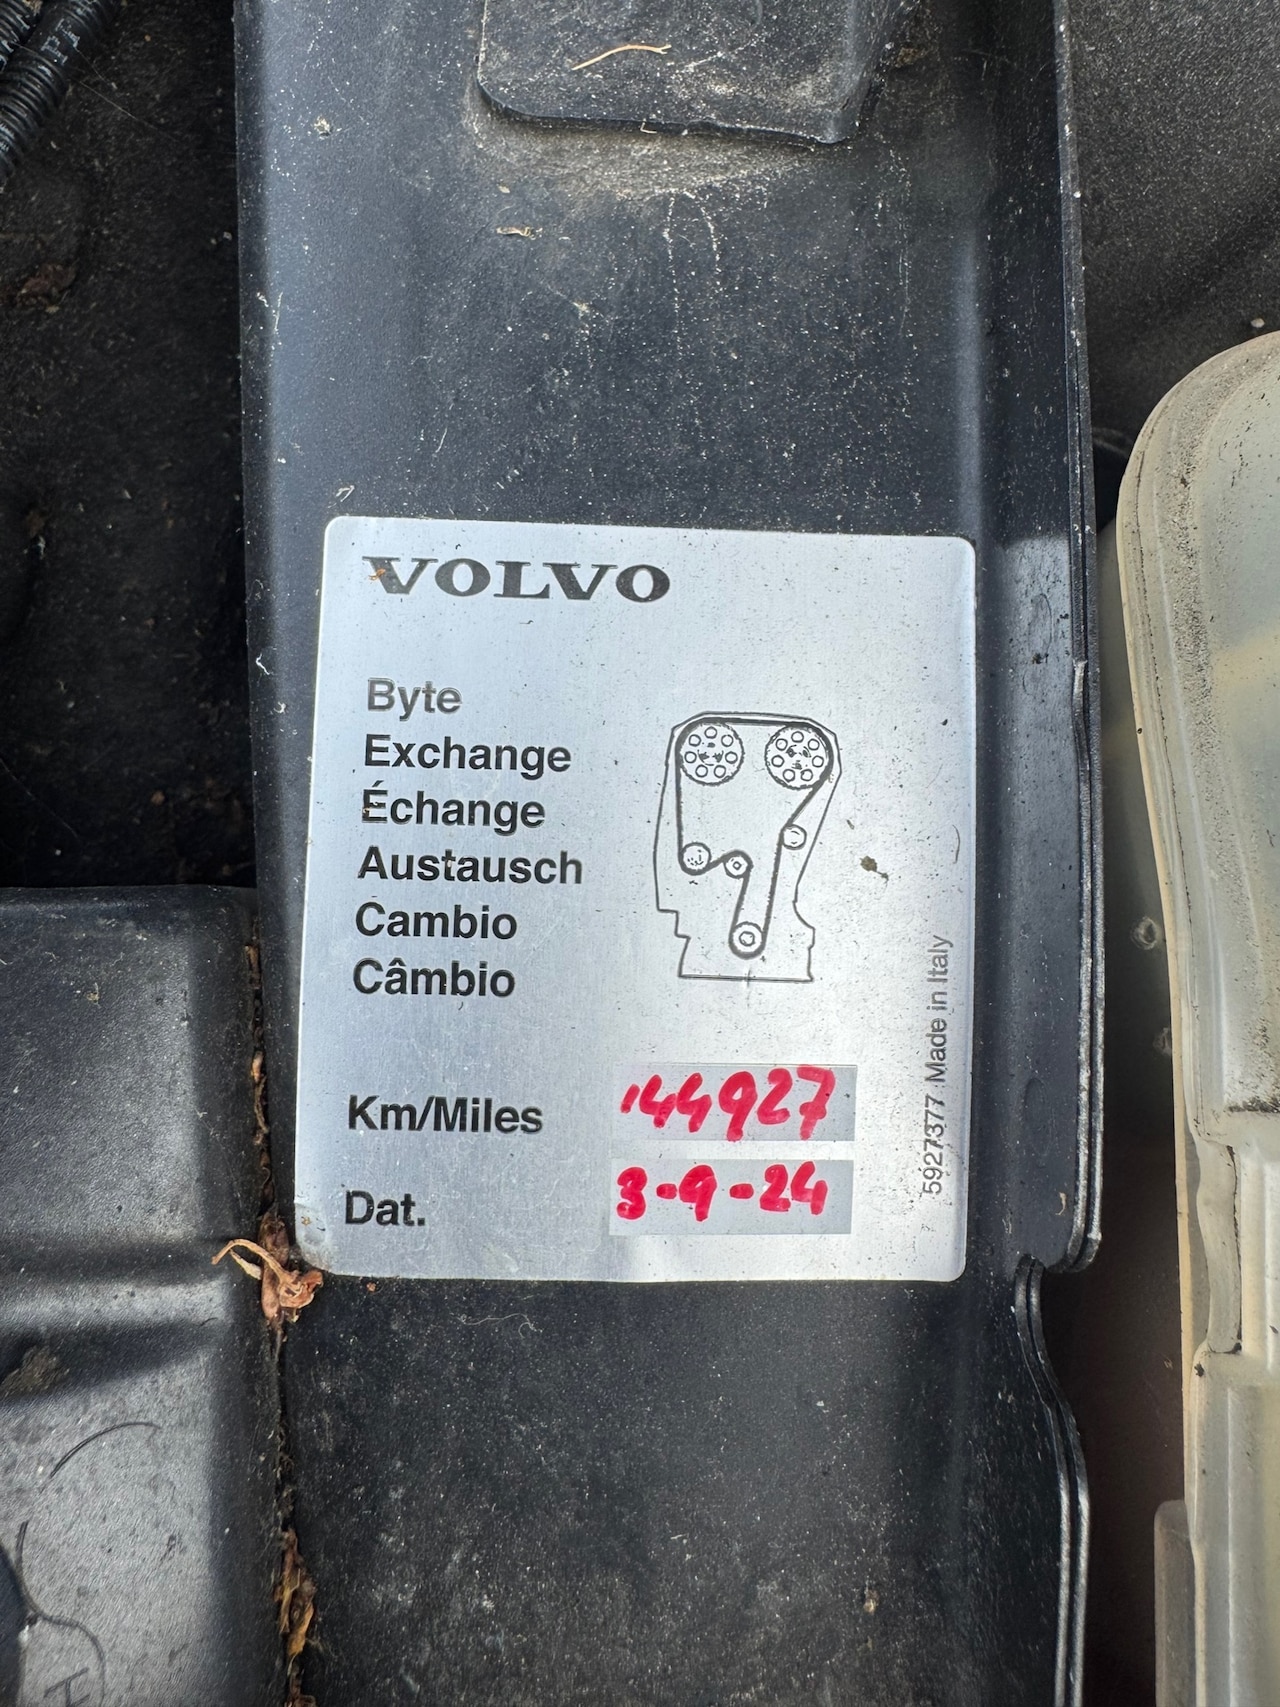 VOLVO
Byte
Exchange
Échange
Austausch
Cambio
Câmbio
Km/Miles 144927
Dat. 3-9-24
5927377 Made in Italy